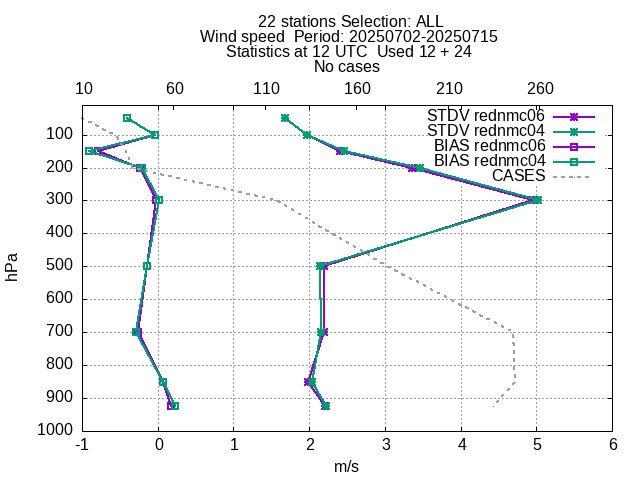 22 stations Selection: ALL
Wind speed  Period: 20250702-20250715
Statistics at 12 UTC  Used 12 + 24
No cases
10 60 110 160 210 260
STDV rednmc06
STDV rednmc04
BIAS rednmc06
BIAS rednmc04
CASES
100
200
300
400
500
600
700
800
900
1000
hPa
-1 0 1 2 3 4 5 6
m/s